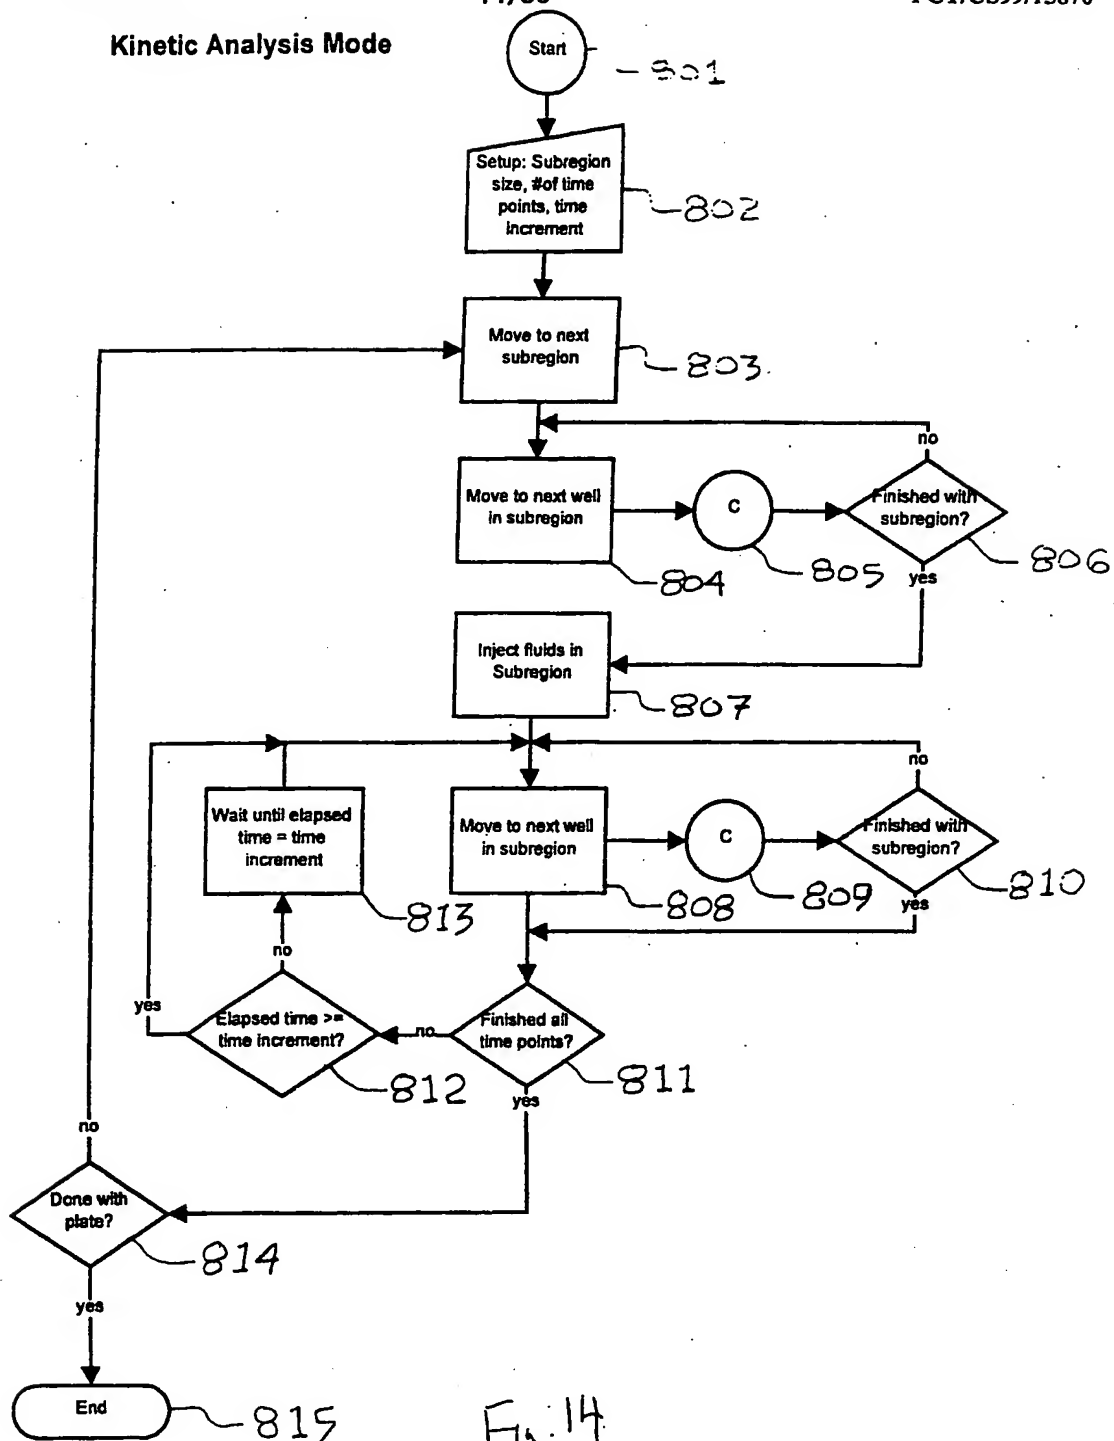 Kinetic Analysis Mode
Start
801
Setup: Subregion
size, #of time
points, time
increment
802
Move to next
subregion
803
no
Move to next well
in subregion
C
Finished with
subregion?
804
805
806
yes
Inject fluids in
Subregion
807
no
Wait until elapsed
time = time
increment
Move to next well
in subregion
C
Finished with
subregion?
813
808
809
810
yes
no
yes
Elapsed time >=
time increment?
no
Finished all
time points?
812
811
yes
no
Done with
plate?
814
yes
End
815
Fig. 14